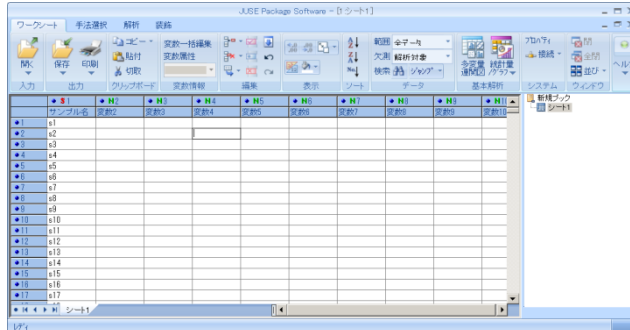 JUSE Package Software - [1:シート1]
ワークシート 手法選択 解析 装飾
コピー 変数一括編集 範囲 全データ プロパティ 閉
貼付 変数属性 欠測 解析対象 接続 全閉
開く 保存 印刷 切取 検索 ジャンプ 多変量連関図 統計量/グラフ 並び ヘルプ
入力 出力 クリップボード 変数情報 編集 表示 ソート データ 基本解析 システム ウィンドウ
S1 N2 N3 N4 N5 N6 N7 N8 N9 N10 新規ブック
サンプル名 変数2 変数3 変数4 変数5 変数6 変数7 変数8 変数9 変数10 シート1
1 s1
2 s2
3 s3
4 s4
5 s5
6 s6
7 s7
8 s8
9 s9
10 s10
11 s11
12 s12
13 s13
14 s14
15 s15
16 s16
17 s17
シート1
レディ